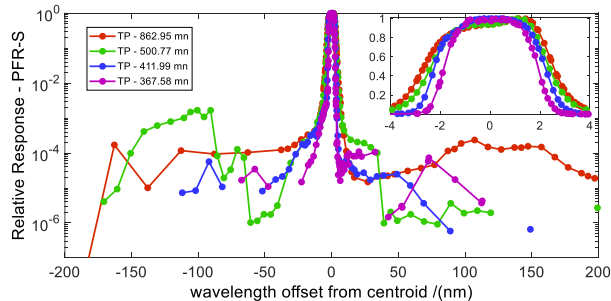 Relative Response - PFR-S
10^0
10^-2
10^-4
10^-6
TP - 862.95 mn
TP - 500.77 mn
TP - 411.99 mn
TP - 367.58 mn
1
0.8
0.6
0.4
0.2
-4 -2 0 2 4
-200 -150 -100 -50 0 50 100 150 200
wavelength offset from centroid /(nm)